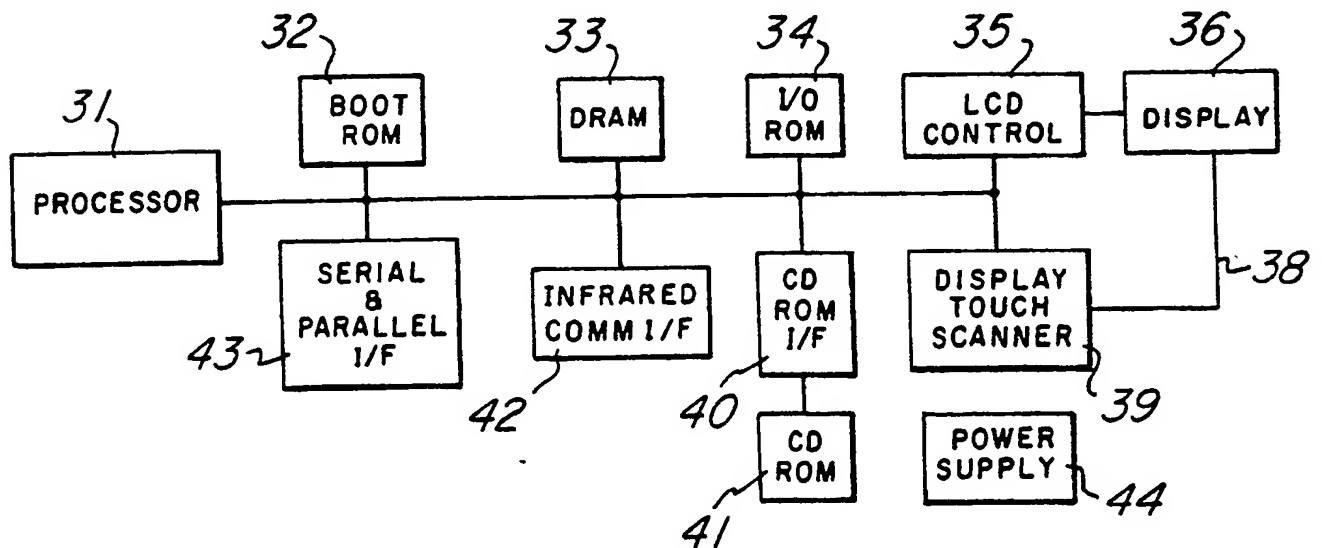 32
33
34
35
36
31
BOOT
ROM
DRAM
I/O
ROM
LCD
CONTROL
DISPLAY
PROCESSOR
SERIAL
&
PARALLEL
I/F
INFRARED
COMM I/F
CD
ROM
I/F
DISPLAY
TOUCH
SCANNER
38
43
42
40
39
CD
ROM
POWER
SUPPLY
41
44